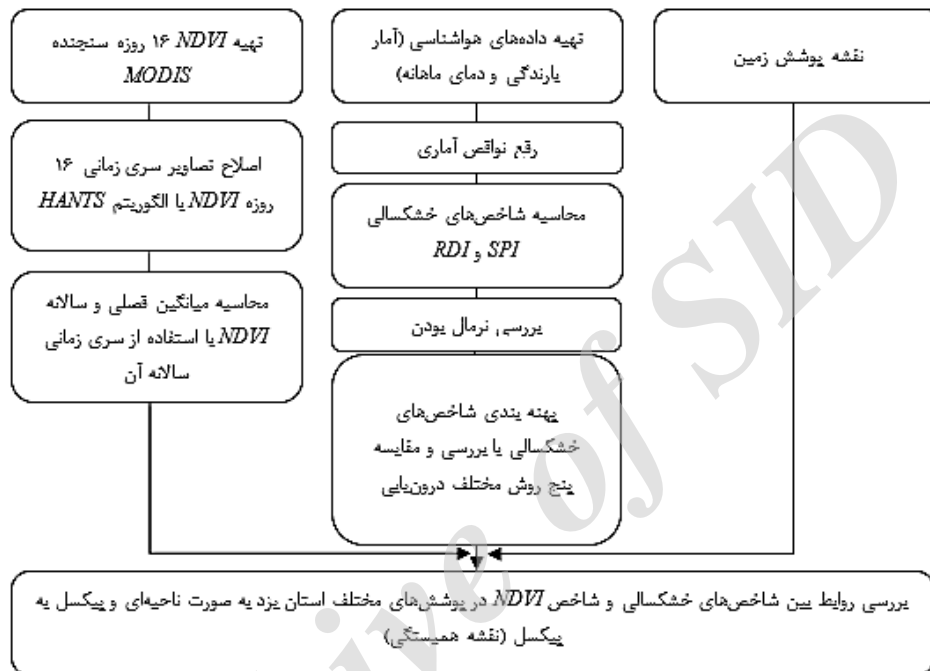 تهیه NDVI ۱۶ روزه سنجنده
MODIS
اصلاح تصاویر سری زمانی ۱۶
روزه NDVI با الگوریتم HANTS
محاسبه میانگین فصلی و سالانه
NDVI با استفاده از سری زمانی
سالانه آن
تهیه داده‌های هواشناسی (آمار
بارندگی و دمای ماهانه)
رفع نواقص آماری
محاسبه شاخص‌های خشکسالی
SPI و RDI
بررسی نرمال بودن
پهنه بندی شاخص‌های
خشکسالی با بررسی و مقایسه
پنج روش مختلف درون‌یابی
نقشه پوشش زمین
بررسی روابط بین شاخص‌های خشکسالی و شاخص NDVI در پوشش‌های مختلف استان یزد به صورت ناحیه‌ای و پیکسل به
پیکسل (نقشه همبستگی)
ive of SID